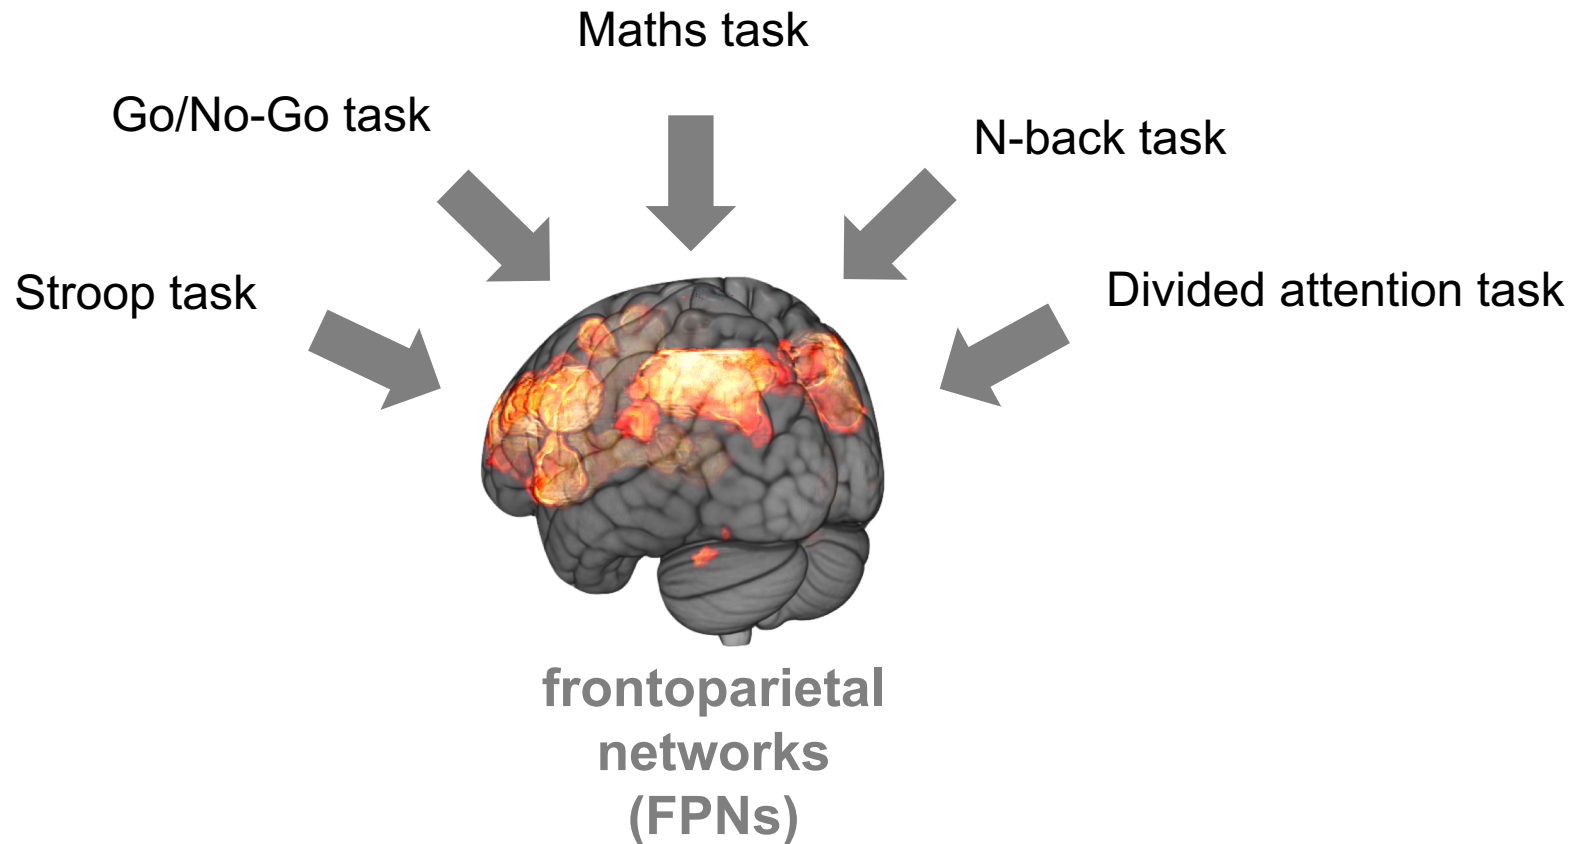 Maths task
Go/No-Go task
N-back task
Stroop task
Divided attention task
frontoparietal
networks
(FPNs)